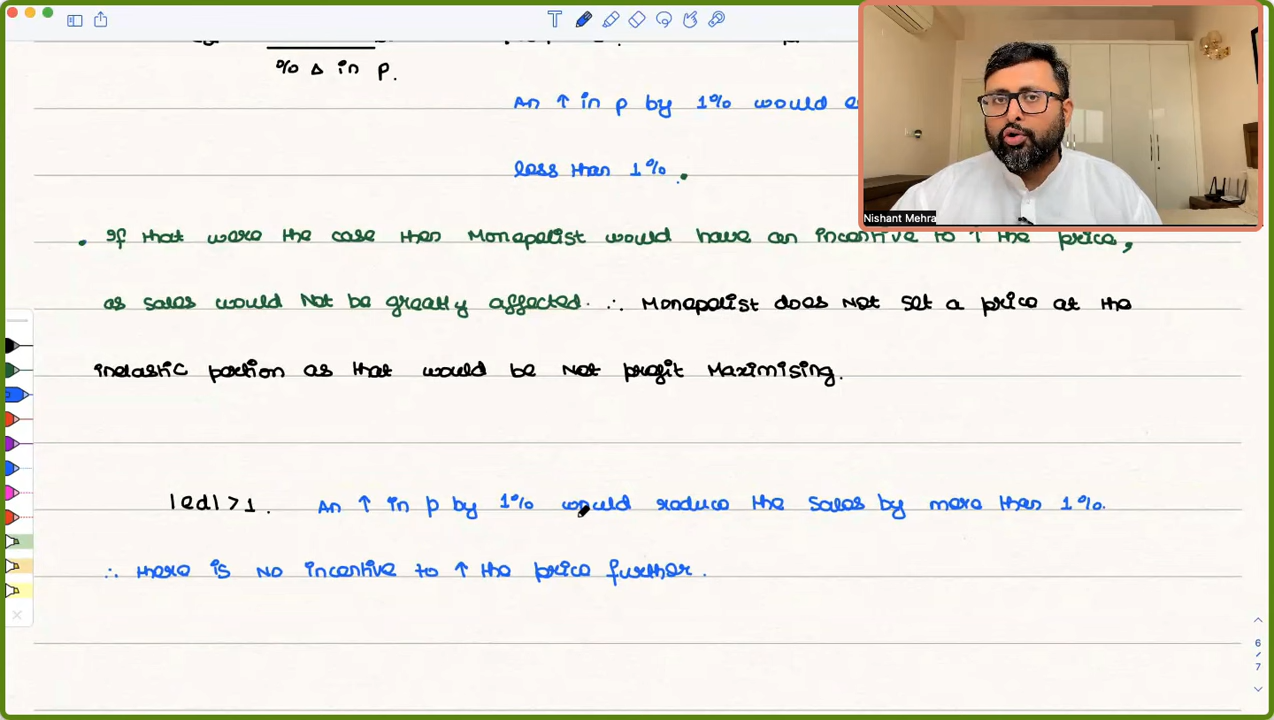 % Δ in p.
An ↑ in p by 1% would
less than 1%.
. If that were the case then Monopolist would have an incentive to ↑ the price,
as sales would Not be greatly affected. ∴ Monopolist does Not set a price at the
inelastic portion as that would be Not profit Maximising.
|ed| > 1. An ↑ in p by 1% would reduce the sales by more than 1%.
∴ there is no incentive to ↑ the price further.
Nishant Mehra
6/7